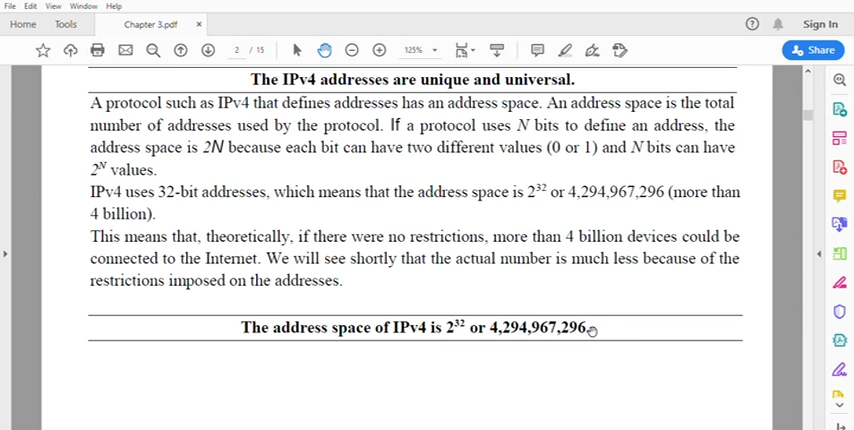 File Edit View Window Help
Home Tools Chapter 3.pdf × Sign In
2 / 15 125% Share
The IPv4 addresses are unique and universal.
A protocol such as IPv4 that defines addresses has an address space. An address space is the total
number of addresses used by the protocol. If a protocol uses N bits to define an address, the
address space is 2N because each bit can have two different values (0 or 1) and N bits can have
2ᴺ values.
IPv4 uses 32-bit addresses, which means that the address space is 2³² or 4,294,967,296 (more than
4 billion).
This means that, theoretically, if there were no restrictions, more than 4 billion devices could be
connected to the Internet. We will see shortly that the actual number is much less because of the
restrictions imposed on the addresses.
The address space of IPv4 is 2³² or 4,294,967,296.